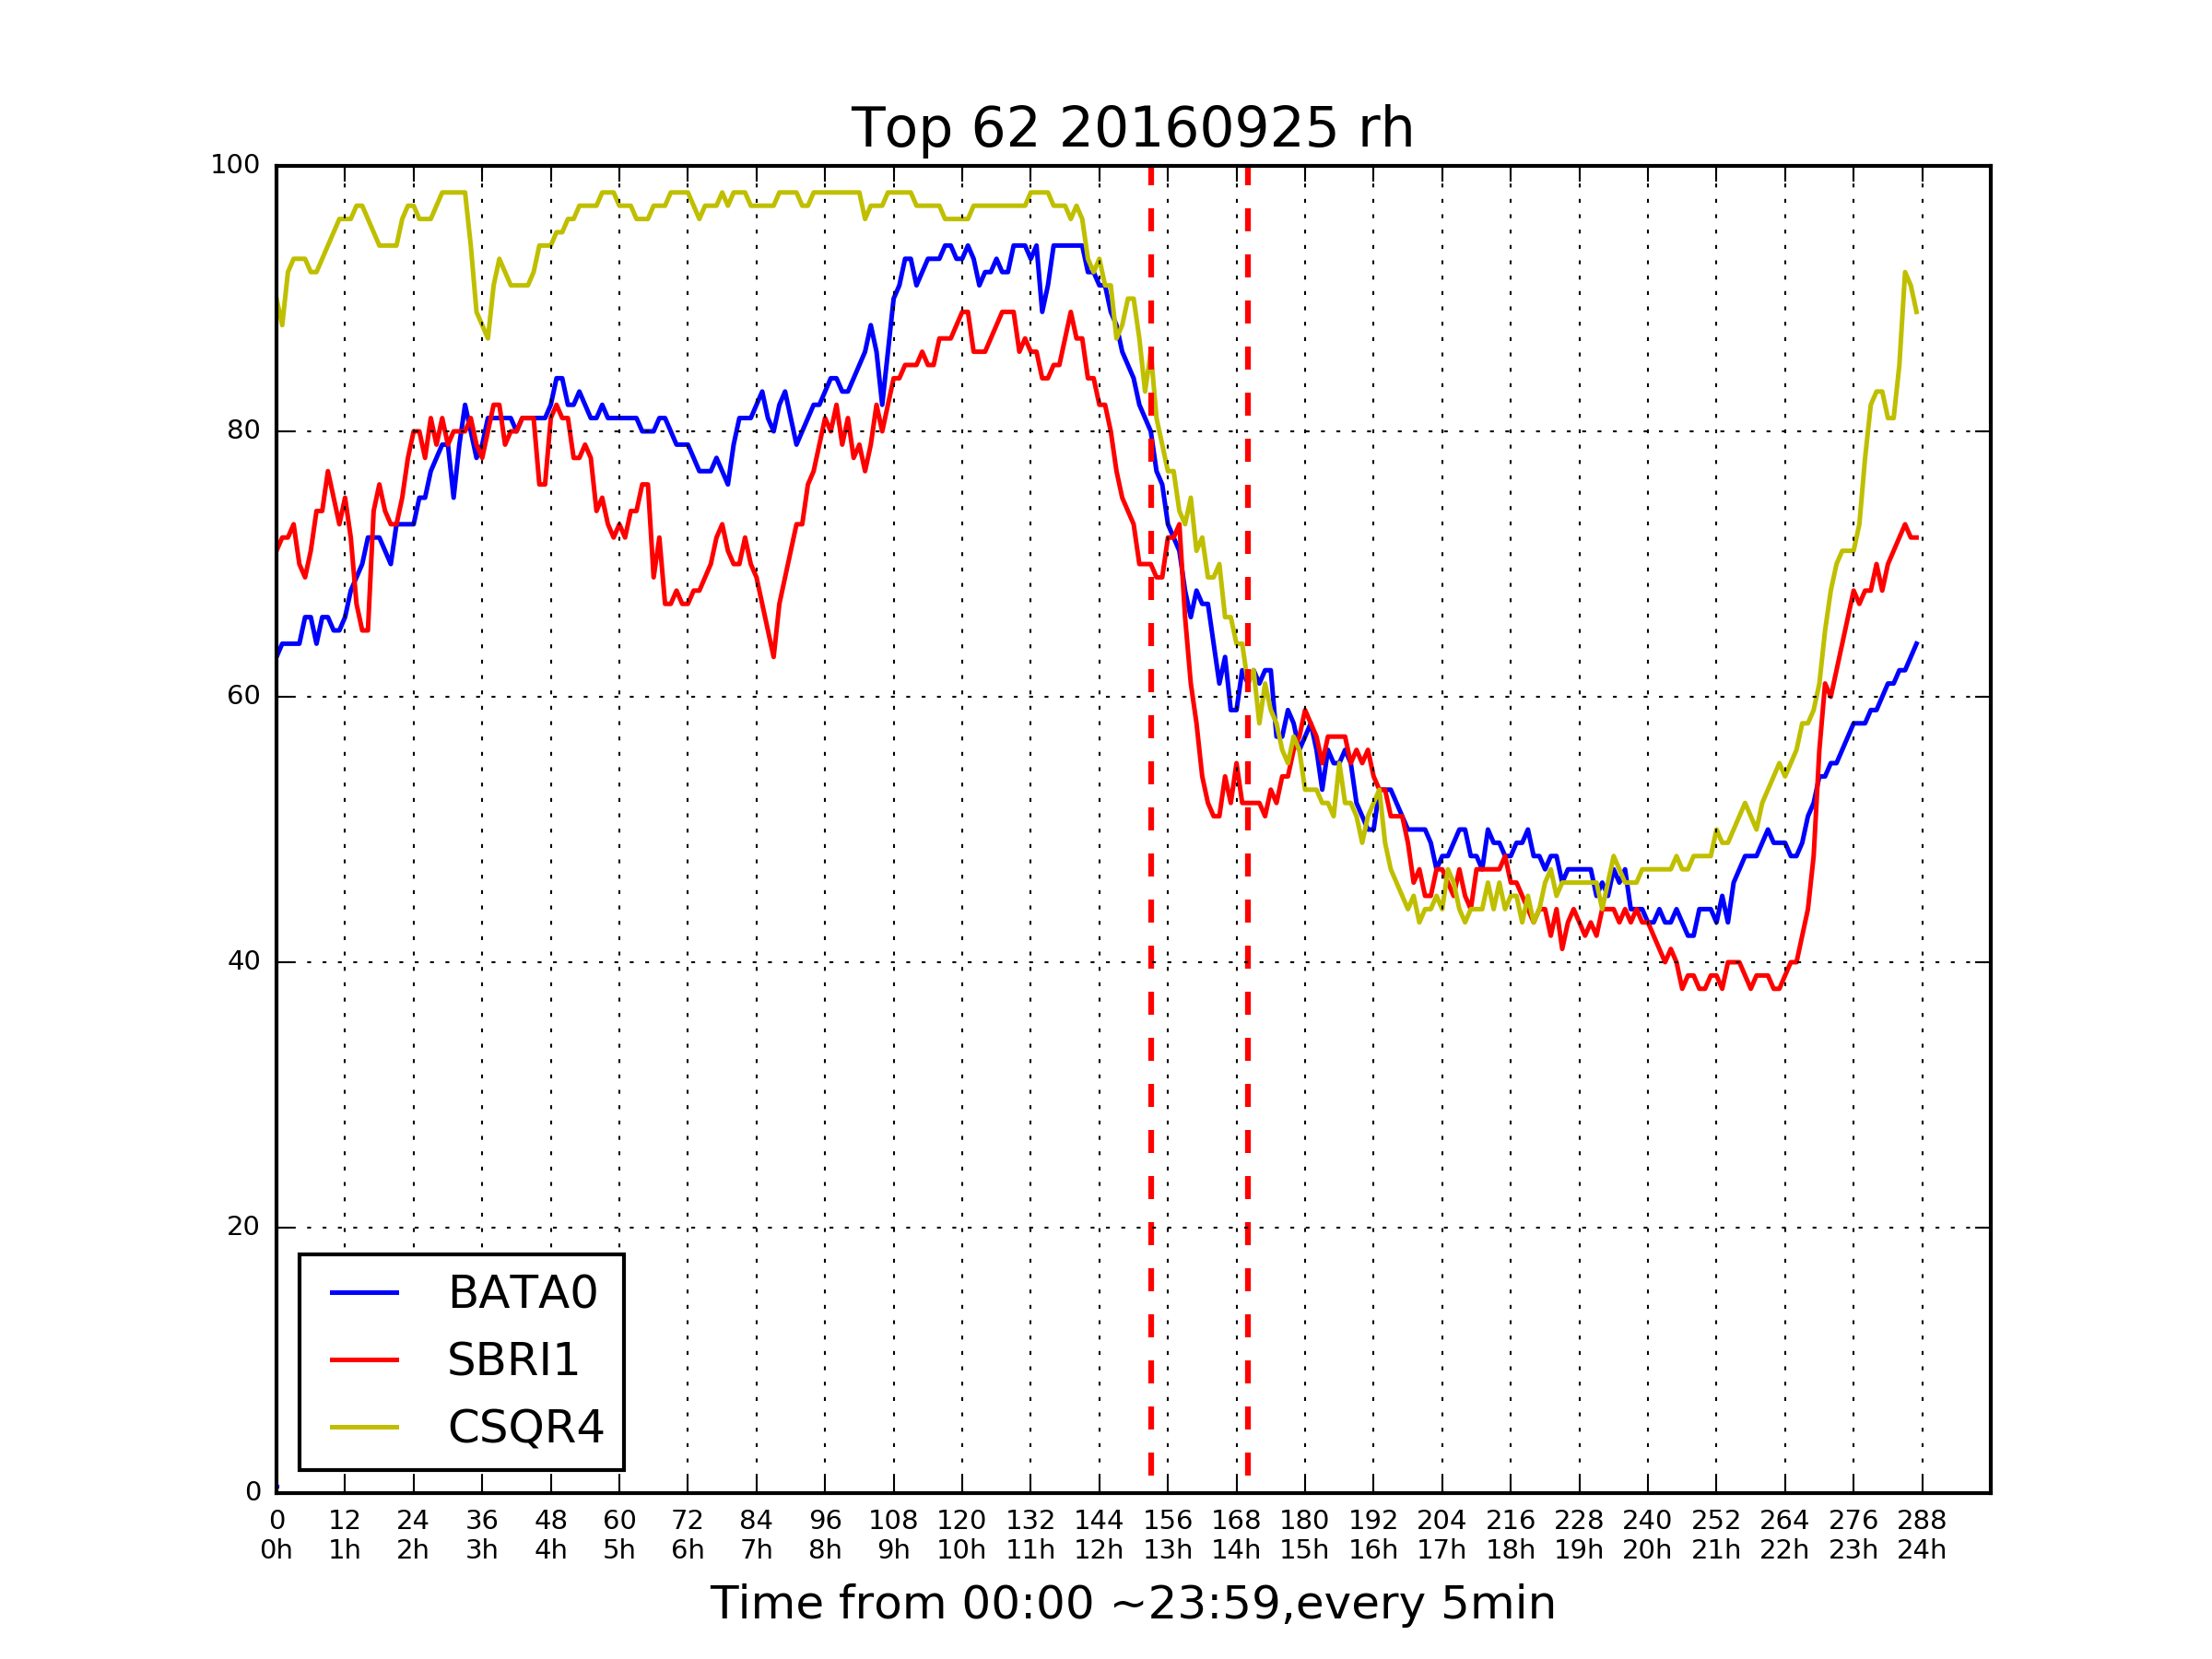 Top 62 20160925 rh
100
80
60
40
20
0
BATA0
SBRI1
CSQR4
0 12 24 36 48 60 72 84 96 108 120 132 144 156 168 180 192 204 216 228 240 252 264 276 288
0h 1h 2h 3h 4h 5h 6h 7h 8h 9h 10h 11h 12h 13h 14h 15h 16h 17h 18h 19h 20h 21h 22h 23h 24h
Time from 00:00 ~23:59,every 5min